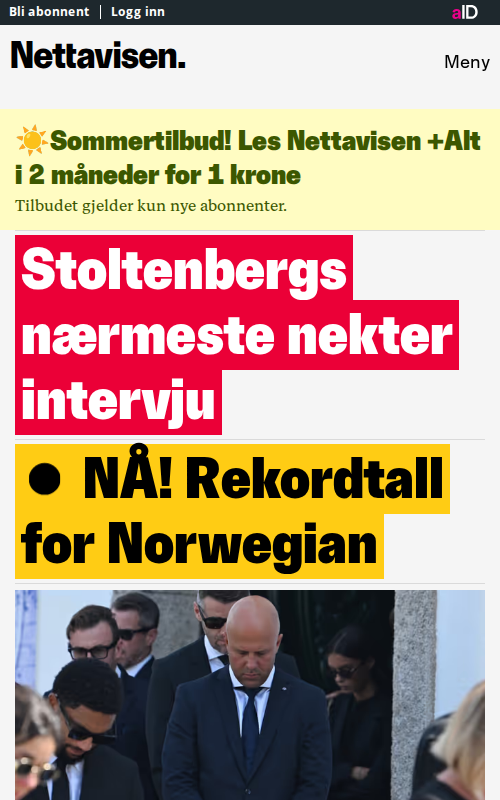 Bli abonnent | Logg inn
aID
Nettavisen.
Meny
☀️Sommertilbud! Les Nettavisen +Alt
i 2 måneder for 1 krone
Tilbudet gjelder kun nye abonnenter.
Stoltenbergs
nærmeste nekter
intervju
● NÅ! Rekordtall
for Norwegian